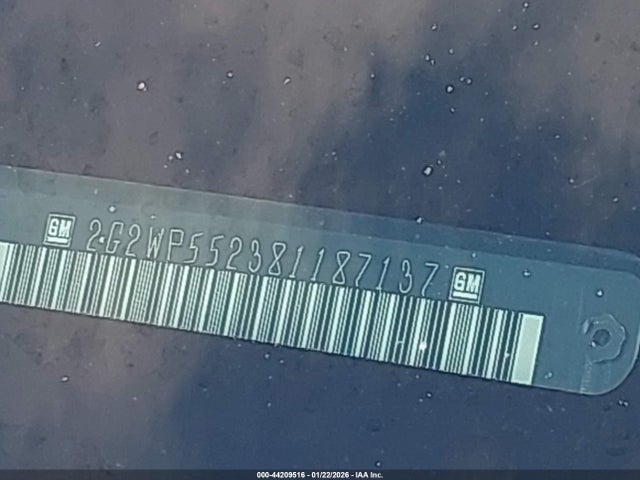 GM 2G2WP552381187137 GM
000-44209516 - 01/22/2026 - IAA Inc.